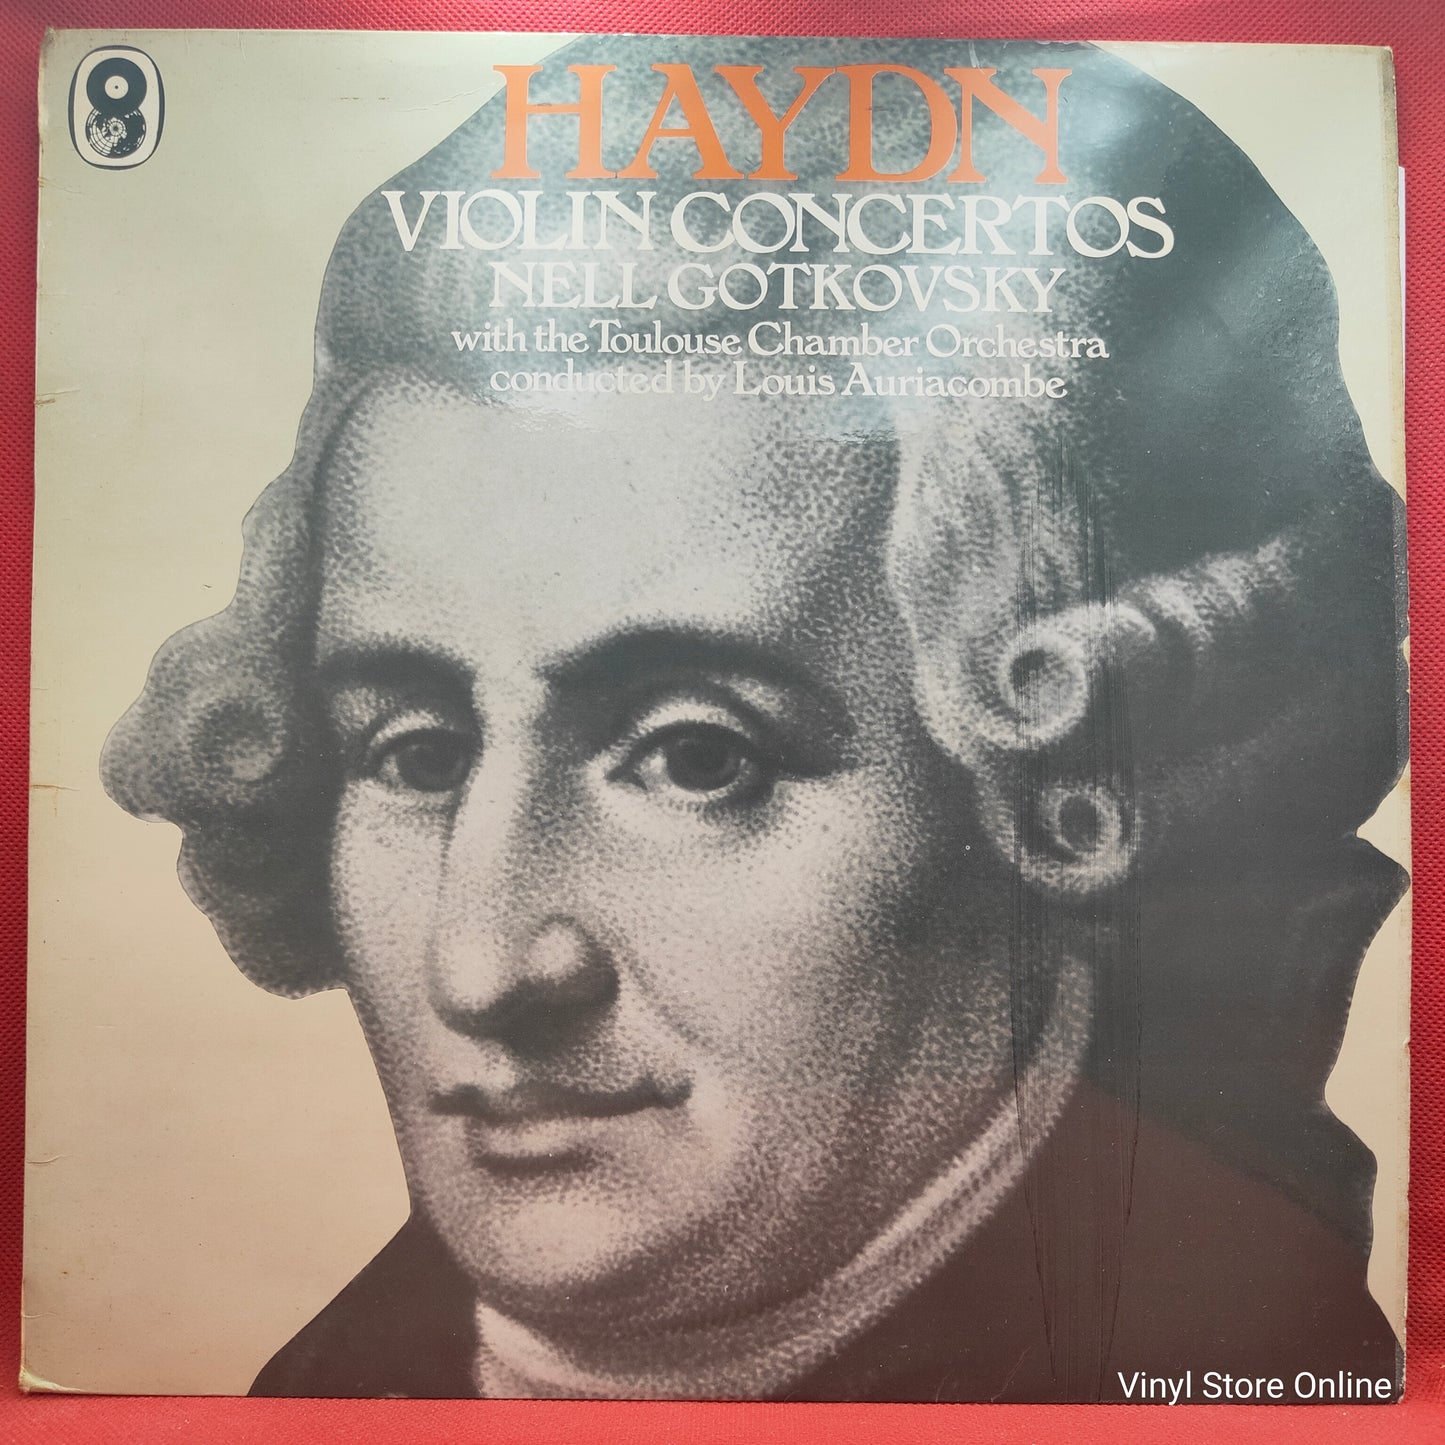 HAYDN
VIOLIN CONCERTOS
NELL GOTKOVSKY
with the Toulouse Chamber Orchestra
conducted by Louis Auriacombe
Vinyl Store Online